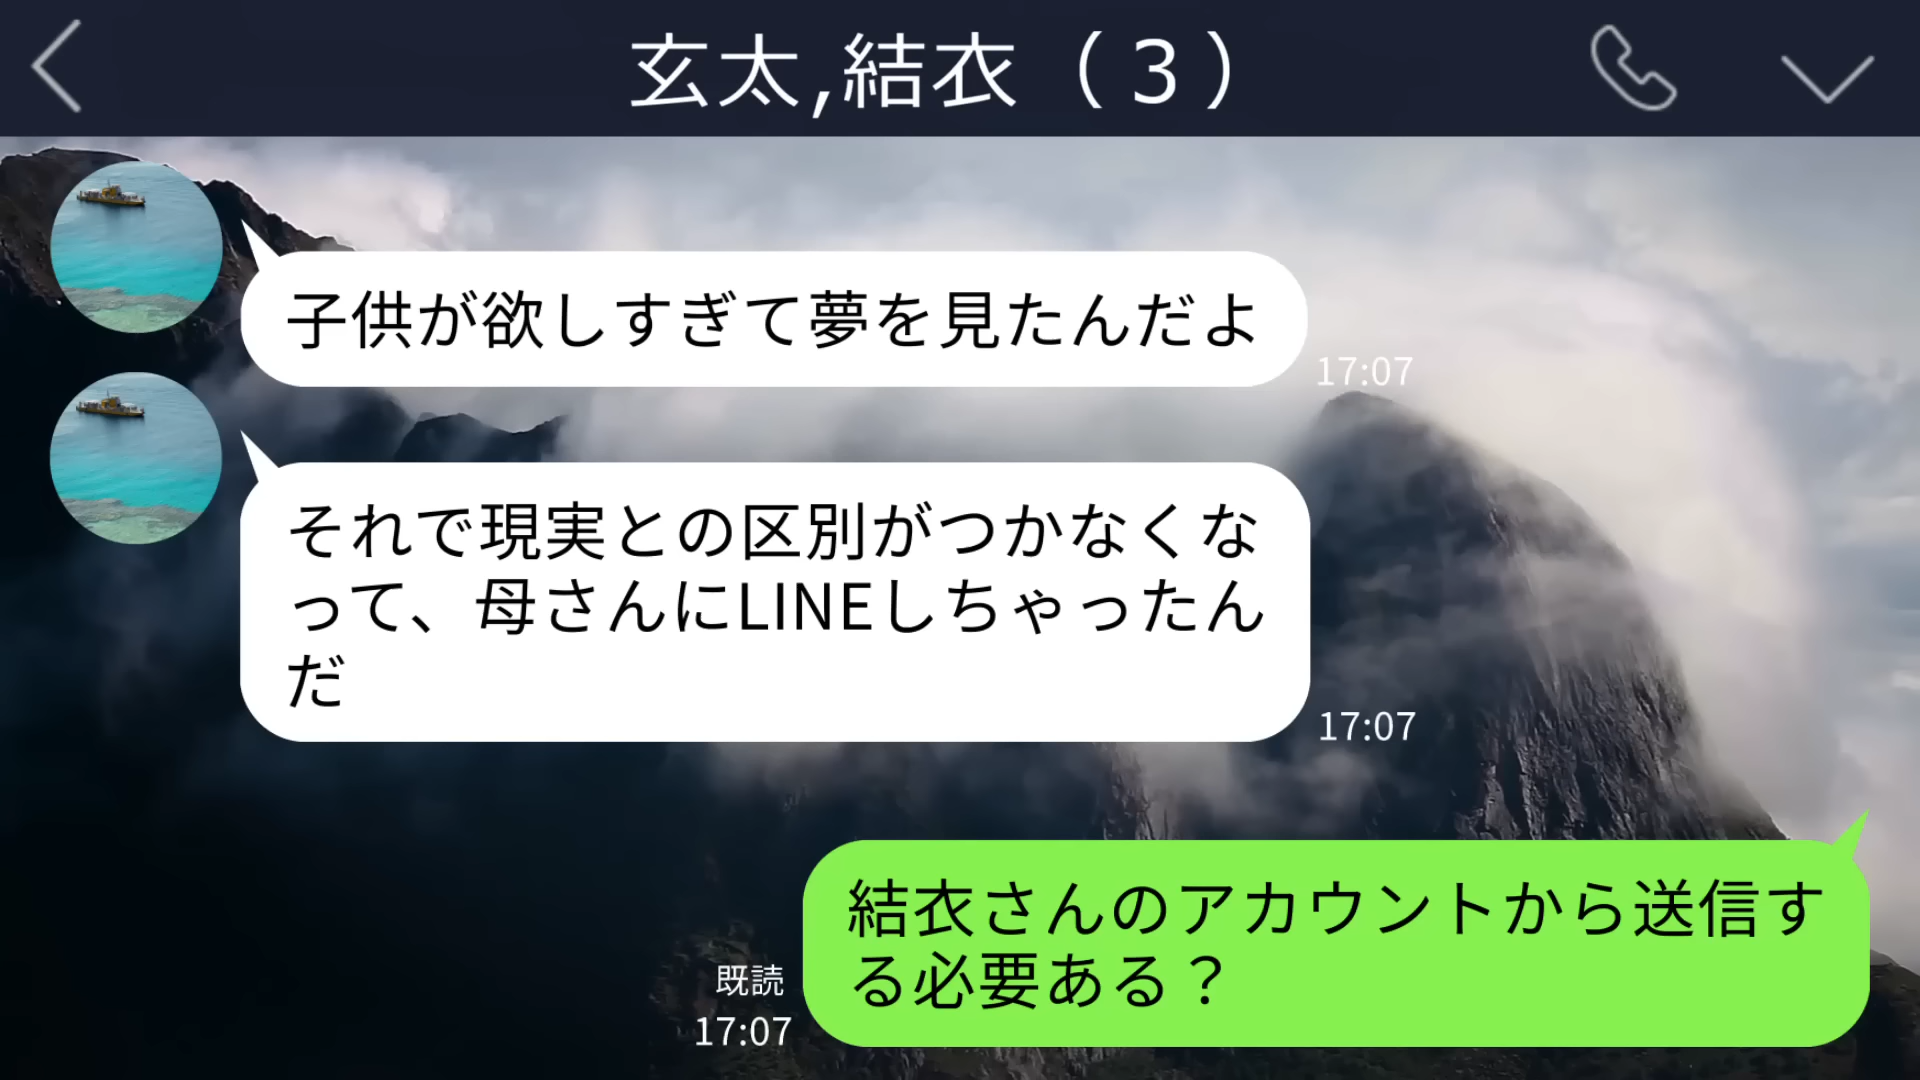 玄太,結衣（３）
子供が欲しすぎて夢を見たんだよ
17:07
それで現実との区別がつかなくな
って、母さんにLINEしちゃったん
だ
17:07
結衣さんのアカウントから送信す
る必要ある？
既読
17:07